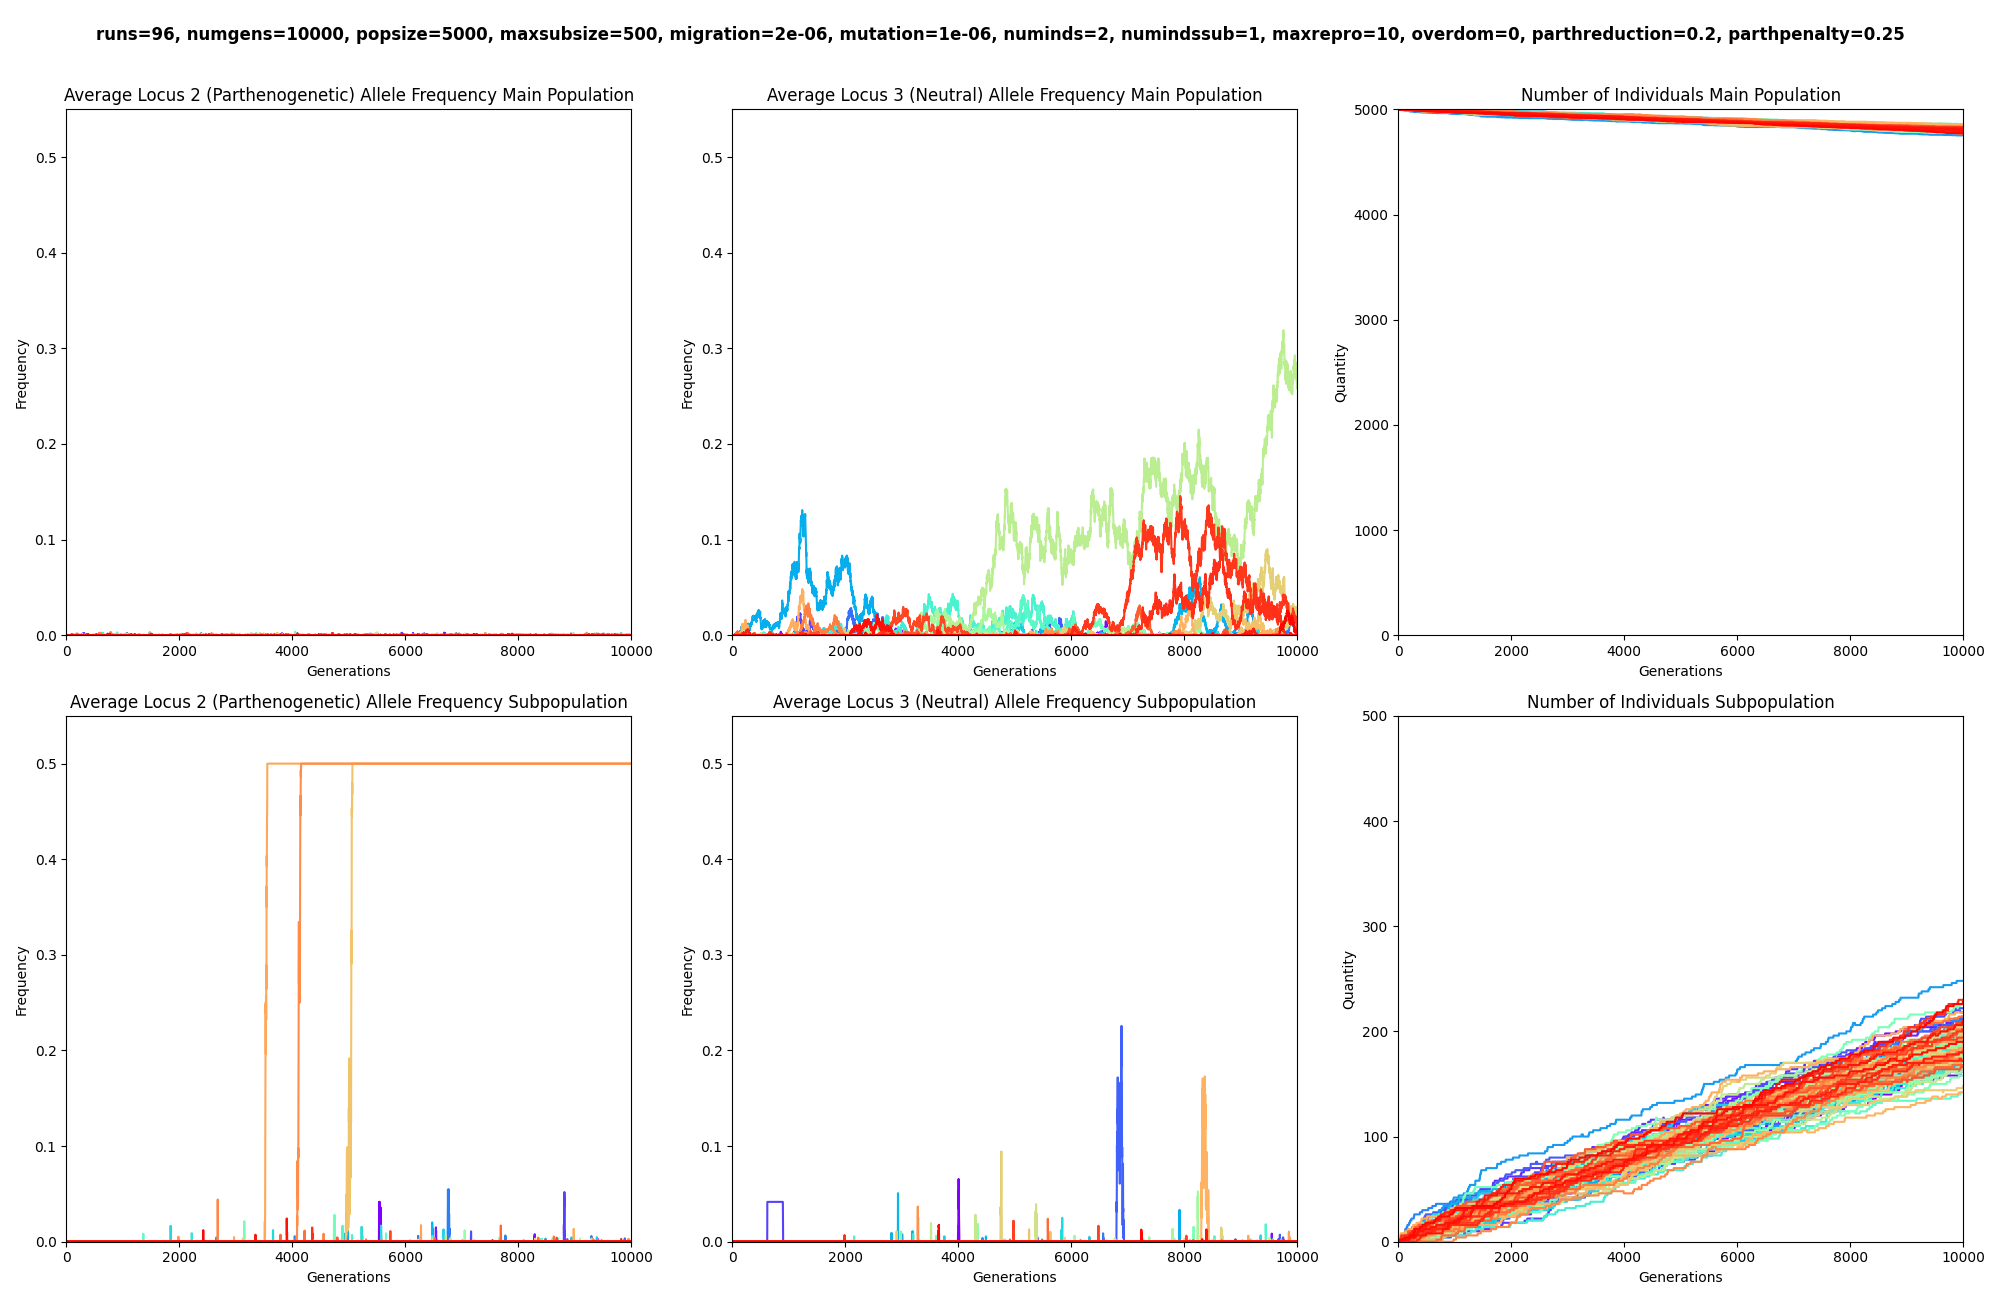 runs=96, numgens=10000, popsize=5000, maxsubsize=500, migration=2e-06, mutation=1e-06, numinds=2, numindssub=1, maxrepro=10, overdom=0, parthreduction=0.2, parthpenalty=0.25
Average Locus 2 (Parthenogenetic) Allele Frequency Main Population
0.5
0.4
0.3
0.2
0.1
0.0
Frequency
0 2000 4000 6000 8000 10000
Generations
Average Locus 3 (Neutral) Allele Frequency Main Population
0.5
0.4
0.3
0.2
0.1
0.0
Frequency
0 2000 4000 6000 8000 10000
Generations
Number of Individuals Main Population
5000
4000
3000
2000
1000
0
Quantity
0 2000 4000 6000 8000 10000
Generations
Average Locus 2 (Parthenogenetic) Allele Frequency Subpopulation
0.5
0.4
0.3
0.2
0.1
0.0
Frequency
0 2000 4000 6000 8000 10000
Generations
Average Locus 3 (Neutral) Allele Frequency Subpopulation
0.5
0.4
0.3
0.2
0.1
0.0
Frequency
0 2000 4000 6000 8000 10000
Generations
Number of Individuals Subpopulation
500
400
300
200
100
0
Quantity
0 2000 4000 6000 8000 10000
Generations